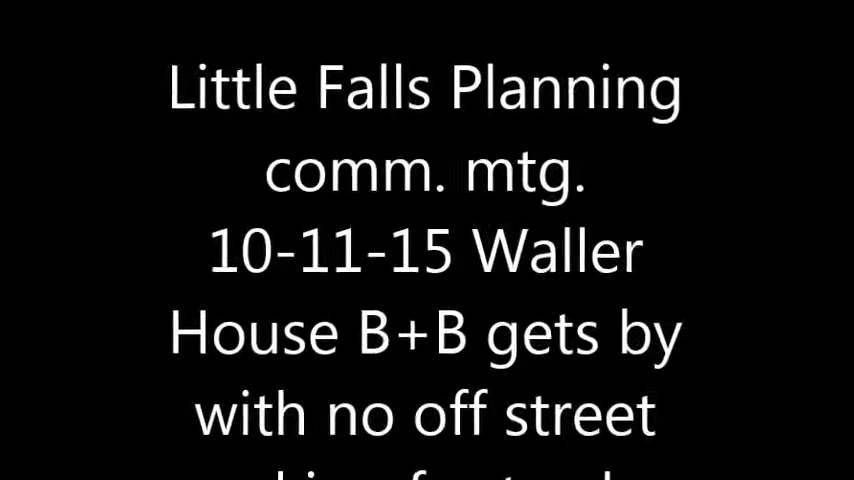 Little Falls Planning
comm. mtg.
10-11-15 Waller
House B+B gets by
with no off street